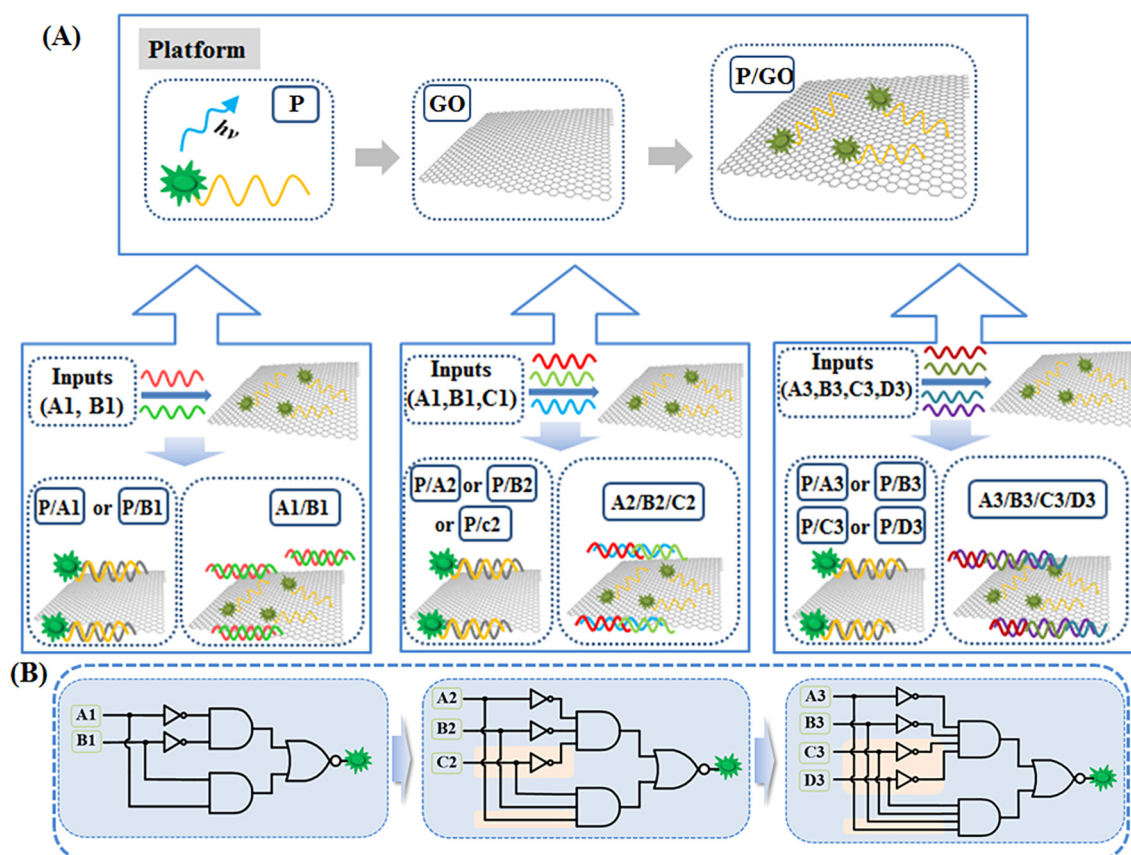 (A)
Platform
P
hν
GO
P/GO
Inputs
(A1, B1)
P/A1 or P/B1
A1/B1
Inputs
(A1,B1,C1)
P/A2 or P/B2
or P/c2
A2/B2/C2
Inputs
(A3,B3,C3,D3)
P/A3 or P/B3
P/C3 or P/D3
A3/B3/C3/D3
(B)
A1
B1
A2
B2
C2
A3
B3
C3
D3